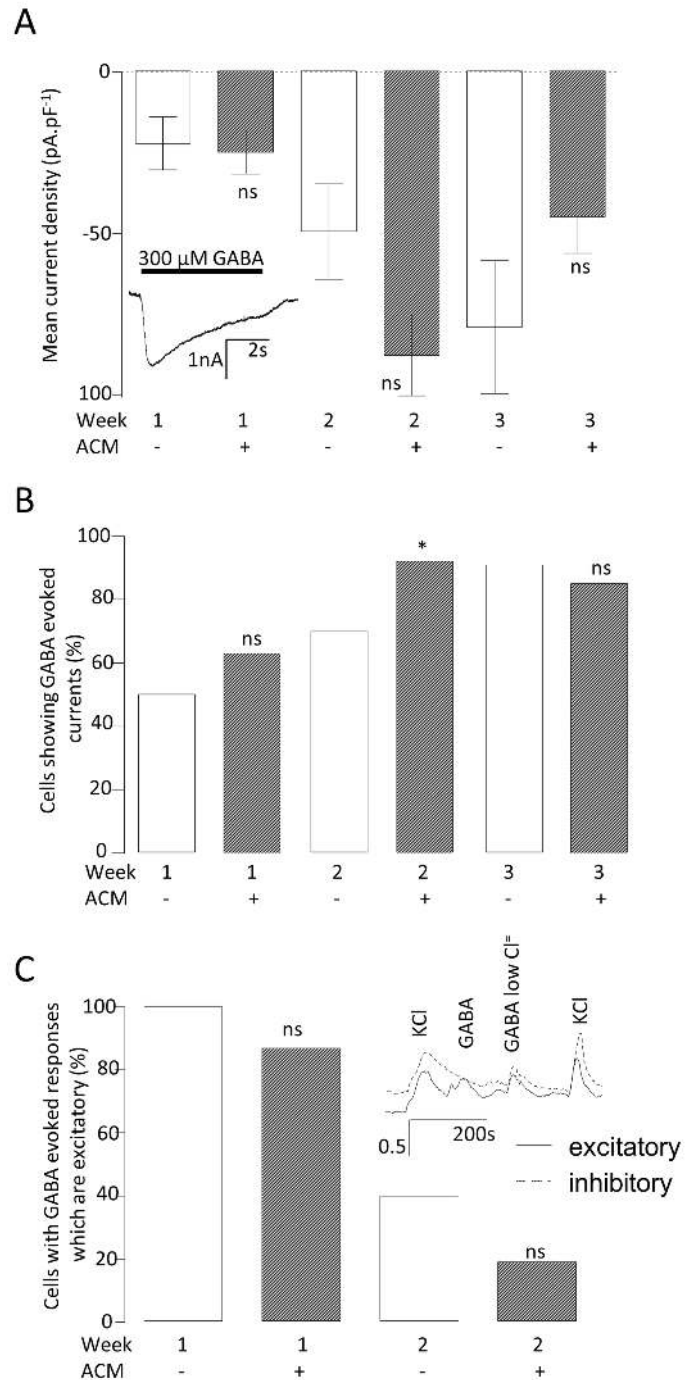 A
Mean current density (pA.pF⁻¹)
0
-50
100
ns
ns
ns
300 µM GABA
1nA
2s
Week 1 1 2 2 3 3
ACM - + - + - +
B
Cells showing GABA evoked
currents (%)
100
80
60
40
20
0
ns
*
ns
Week 1 1 2 2 3 3
ACM - + - + - +
C
Cells with GABA evoked responses
which are excitatory (%)
100
80
60
40
20
0
ns
ns
KCl
GABA
GABA low Cl⁼
KCl
0.5
200s
excitatory
inhibitory
Week 1 1 2 2
ACM - + - +